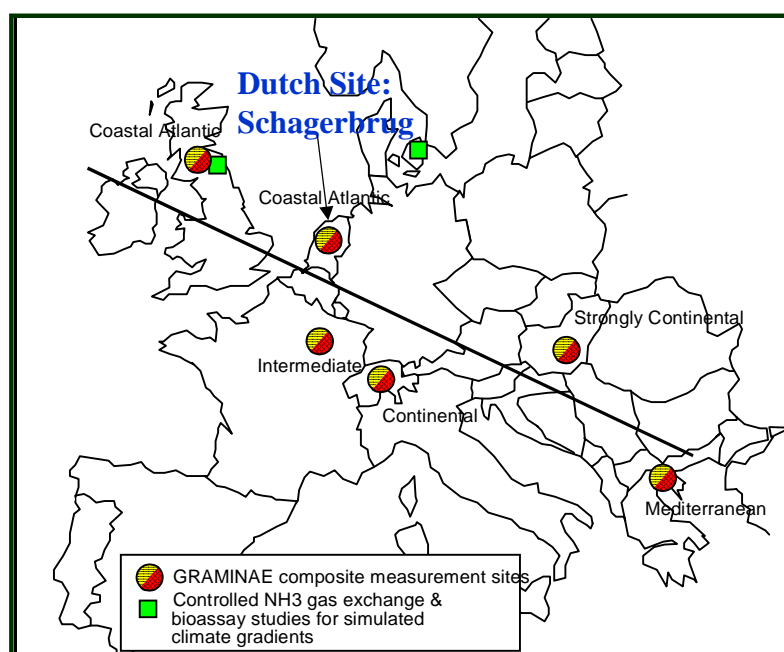 Dutch Site:
Schagerbrug
Coastal Atlantic
Coastal Atlantic
Strongly Continental
Intermediate
Continental
Mediterranean
GRAMINAE composite measurement sites
Controlled NH3 gas exchange &
bioassay studies for simulated
climate gradients